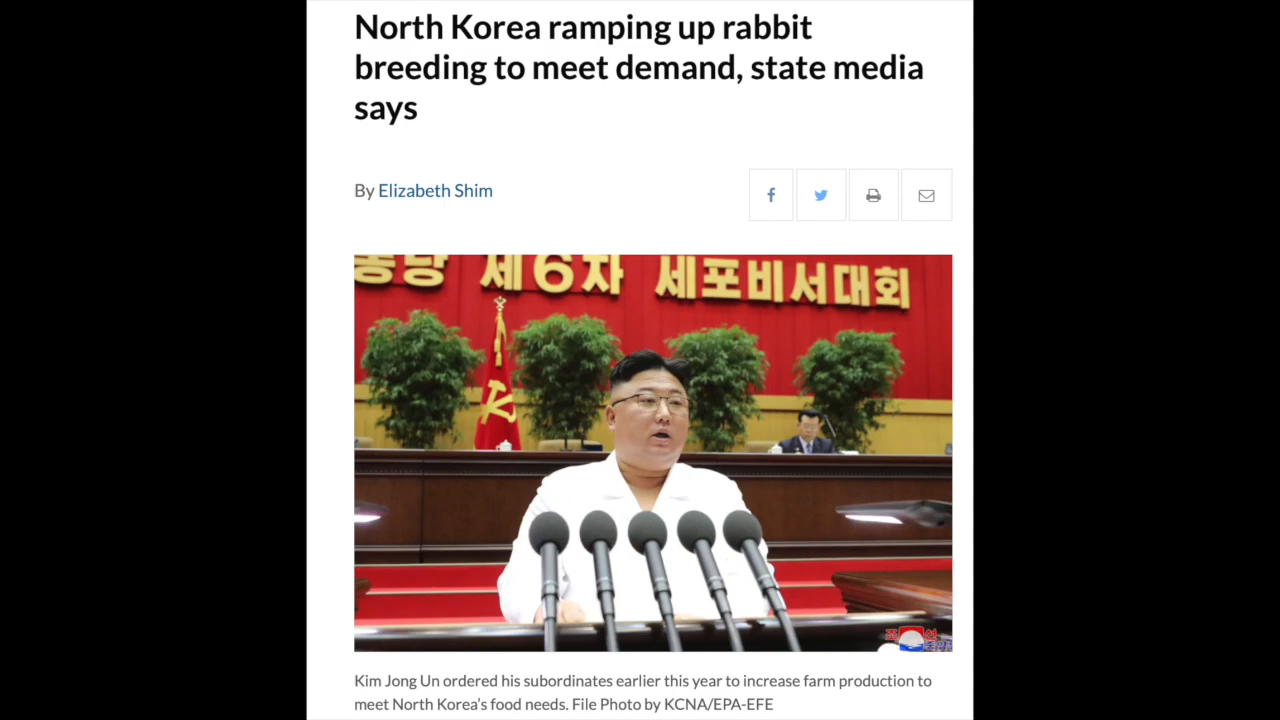 North Korea ramping up rabbit
breeding to meet demand, state media
says
By Elizabeth Shim
제6차 세포비서대회
Kim Jong Un ordered his subordinates earlier this year to increase farm production to
meet North Korea's food needs. File Photo by KCNA/EPA-EFE